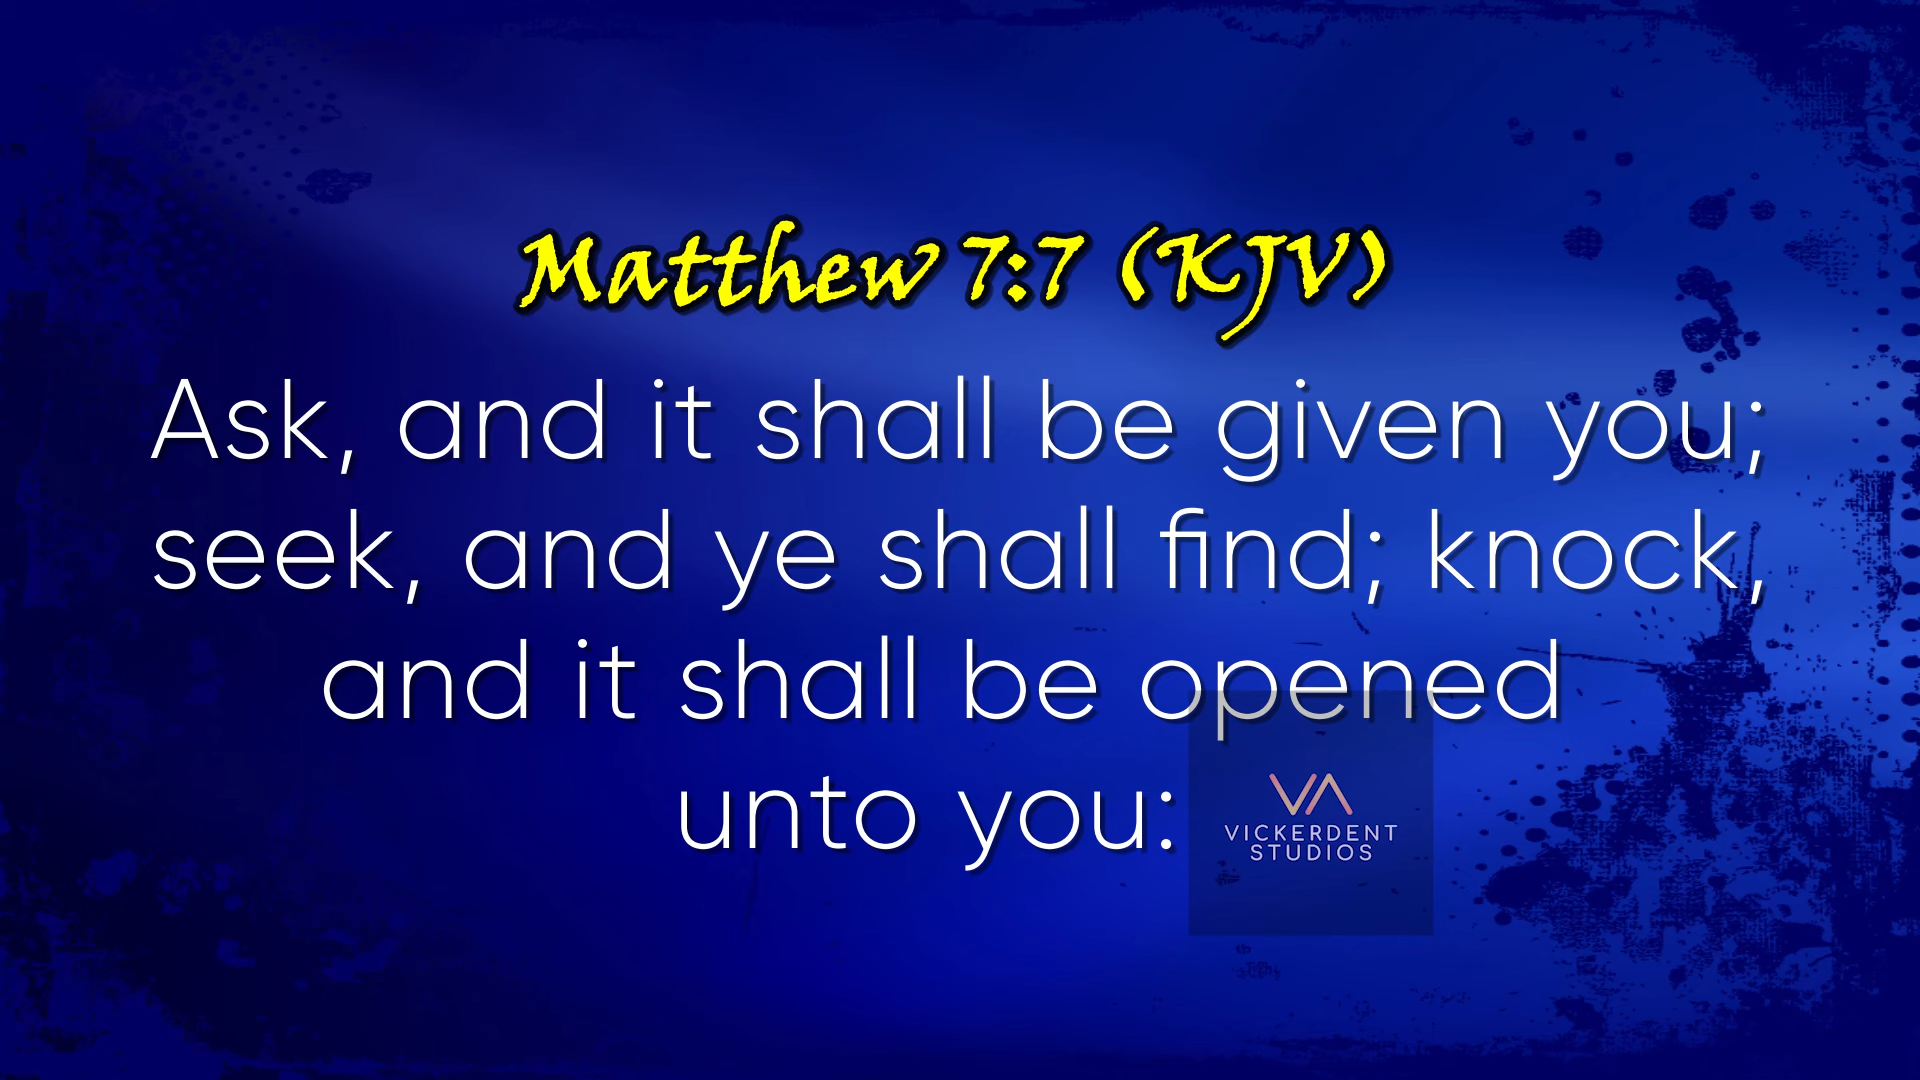 Matthew 7:7 (KJV)
Ask, and it shall be given you;
seek, and ye shall find; knock,
and it shall be opened
unto you:
VICKERDENT
STUDIOS